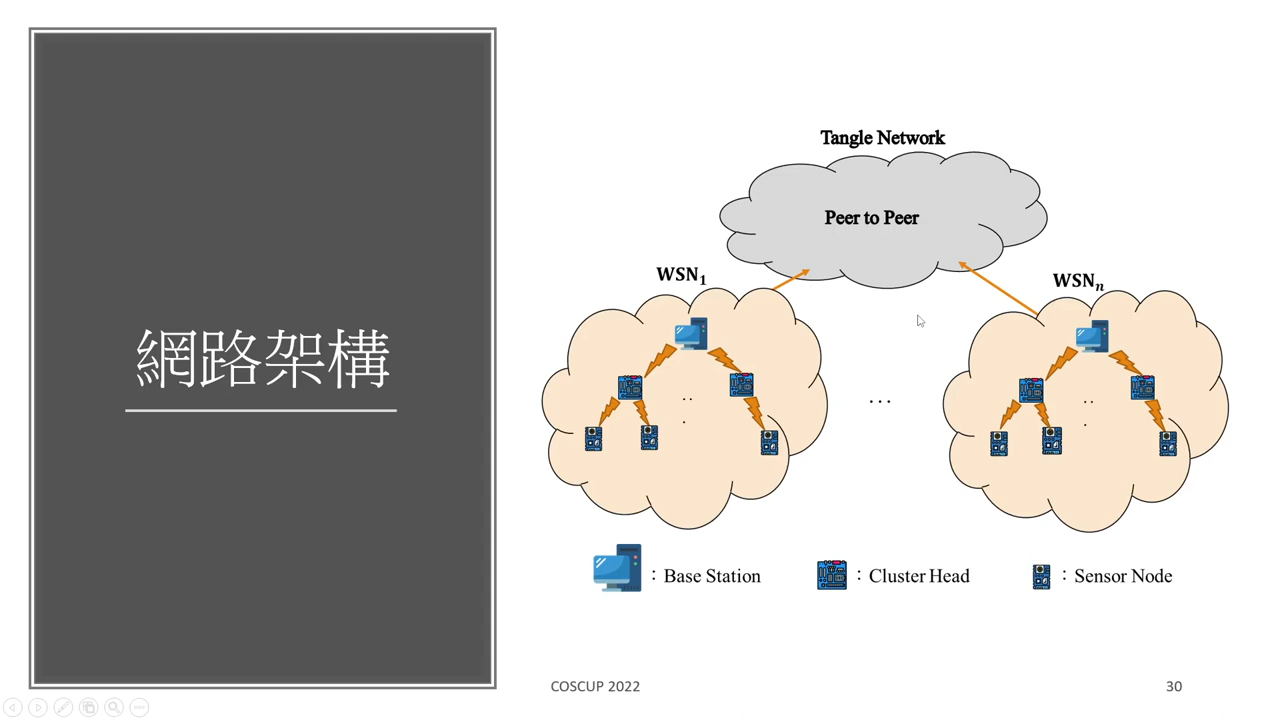 網路架構
Tangle Network
Peer to Peer
WSN₁
WSNₙ
...
：Base Station
：Cluster Head
：Sensor Node
COSCUP 2022
30